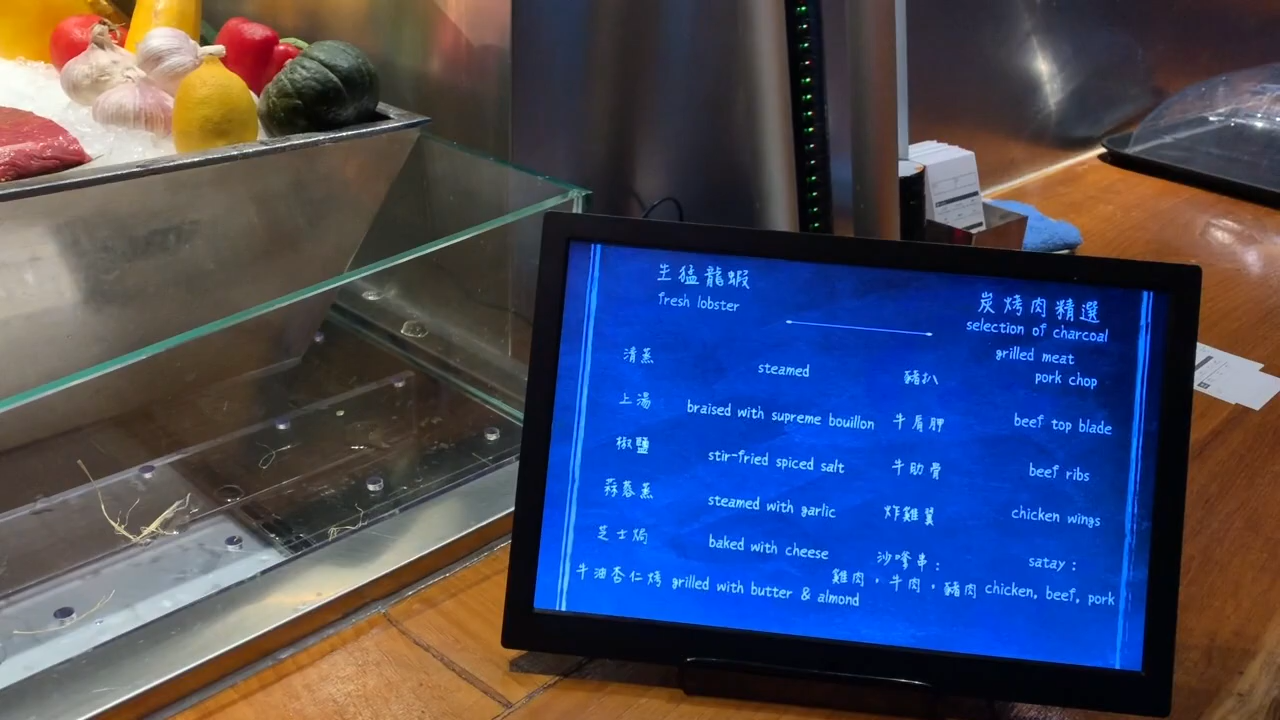 生猛龍蝦
fresh lobster
清蒸 steamed
上湯 braised with supreme bouillon
椒鹽 stir-fried spiced salt
蒜蓉蒸 steamed with garlic
芝士焗 baked with cheese
牛油杏仁烤 grilled with butter & almond
炭烤肉精選
selection of charcoal
grilled meat
豬扒 pork chop
牛肩胛 beef top blade
牛肋骨 beef ribs
炸雞翼 chicken wings
沙嗲串： satay :
雞肉，牛肉，豬肉 chicken, beef, pork